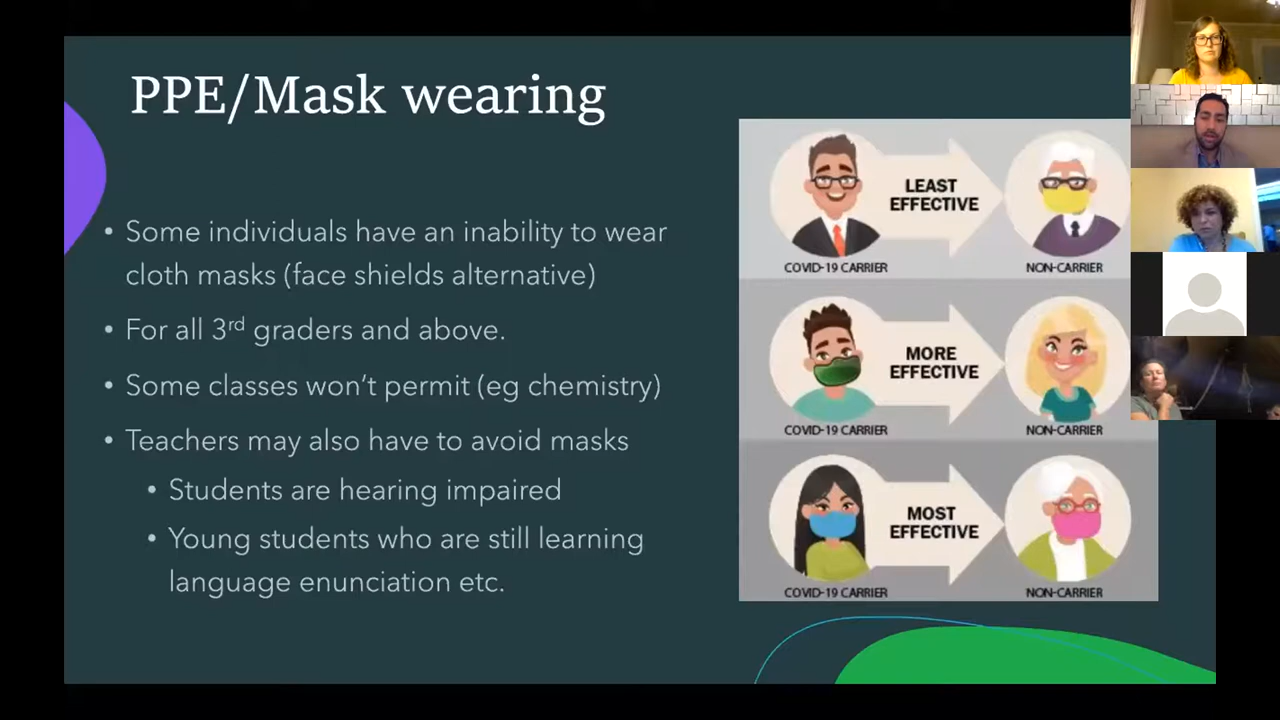 PPE/Mask wearing
• Some individuals have an inability to wear
cloth masks (face shields alternative)
• For all 3rd graders and above.
• Some classes won't permit (eg chemistry)
• Teachers may also have to avoid masks
• Students are hearing impaired
• Young students who are still learning
language enunciation etc.
LEAST
EFFECTIVE
COVID-19 CARRIER
NON-CARRIER
MORE
EFFECTIVE
COVID-19 CARRIER
NON-CARRIER
MOST
EFFECTIVE
COVID-19 CARRIER
NON-CARRIER